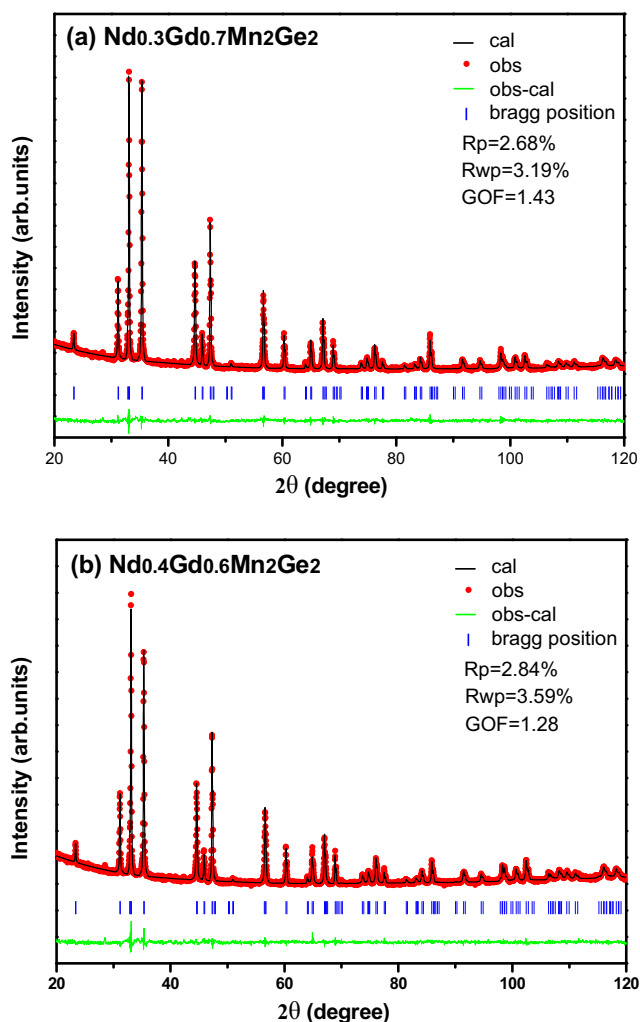 (a) Nd0.3Gd0.7Mn2Ge2
cal
obs
obs-cal
bragg position
Rp=2.68%
Rwp=3.19%
GOF=1.43
Intensity (arb.units)
20 40 60 80 100 120
2θ (degree)
(b) Nd0.4Gd0.6Mn2Ge2
cal
obs
obs-cal
bragg position
Rp=2.84%
Rwp=3.59%
GOF=1.28
Intensity (arb.units)
20 40 60 80 100 120
2θ (degree)